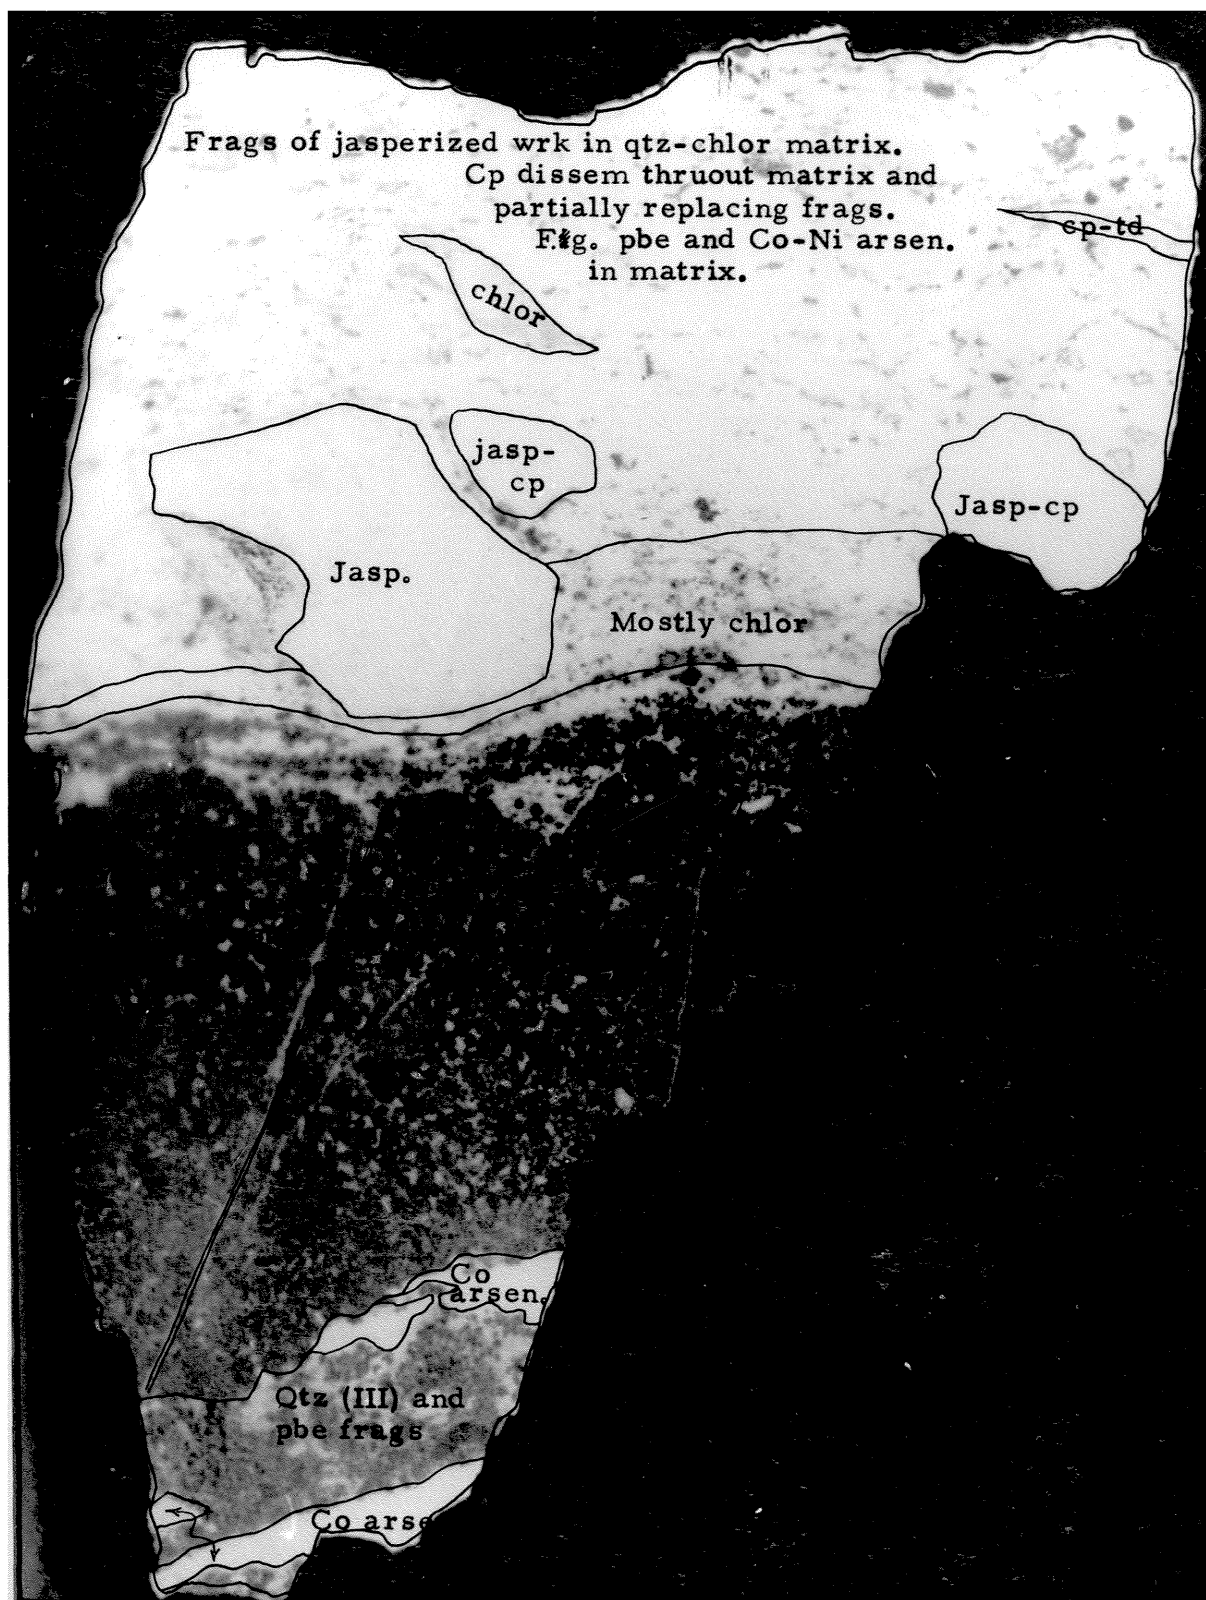 Frags of jasperized wrk in qtz-chlor matrix.
Cp dissem thruout matrix and
partially replacing frags.
F.g. pbe and Co-Ni arsen.
in matrix.
cp-td
chlor
jasp-
cp
Jasp-cp
Jasp.
Mostly chlor
Co
arsen.
Qtz (III) and
pbe frags
Co arse